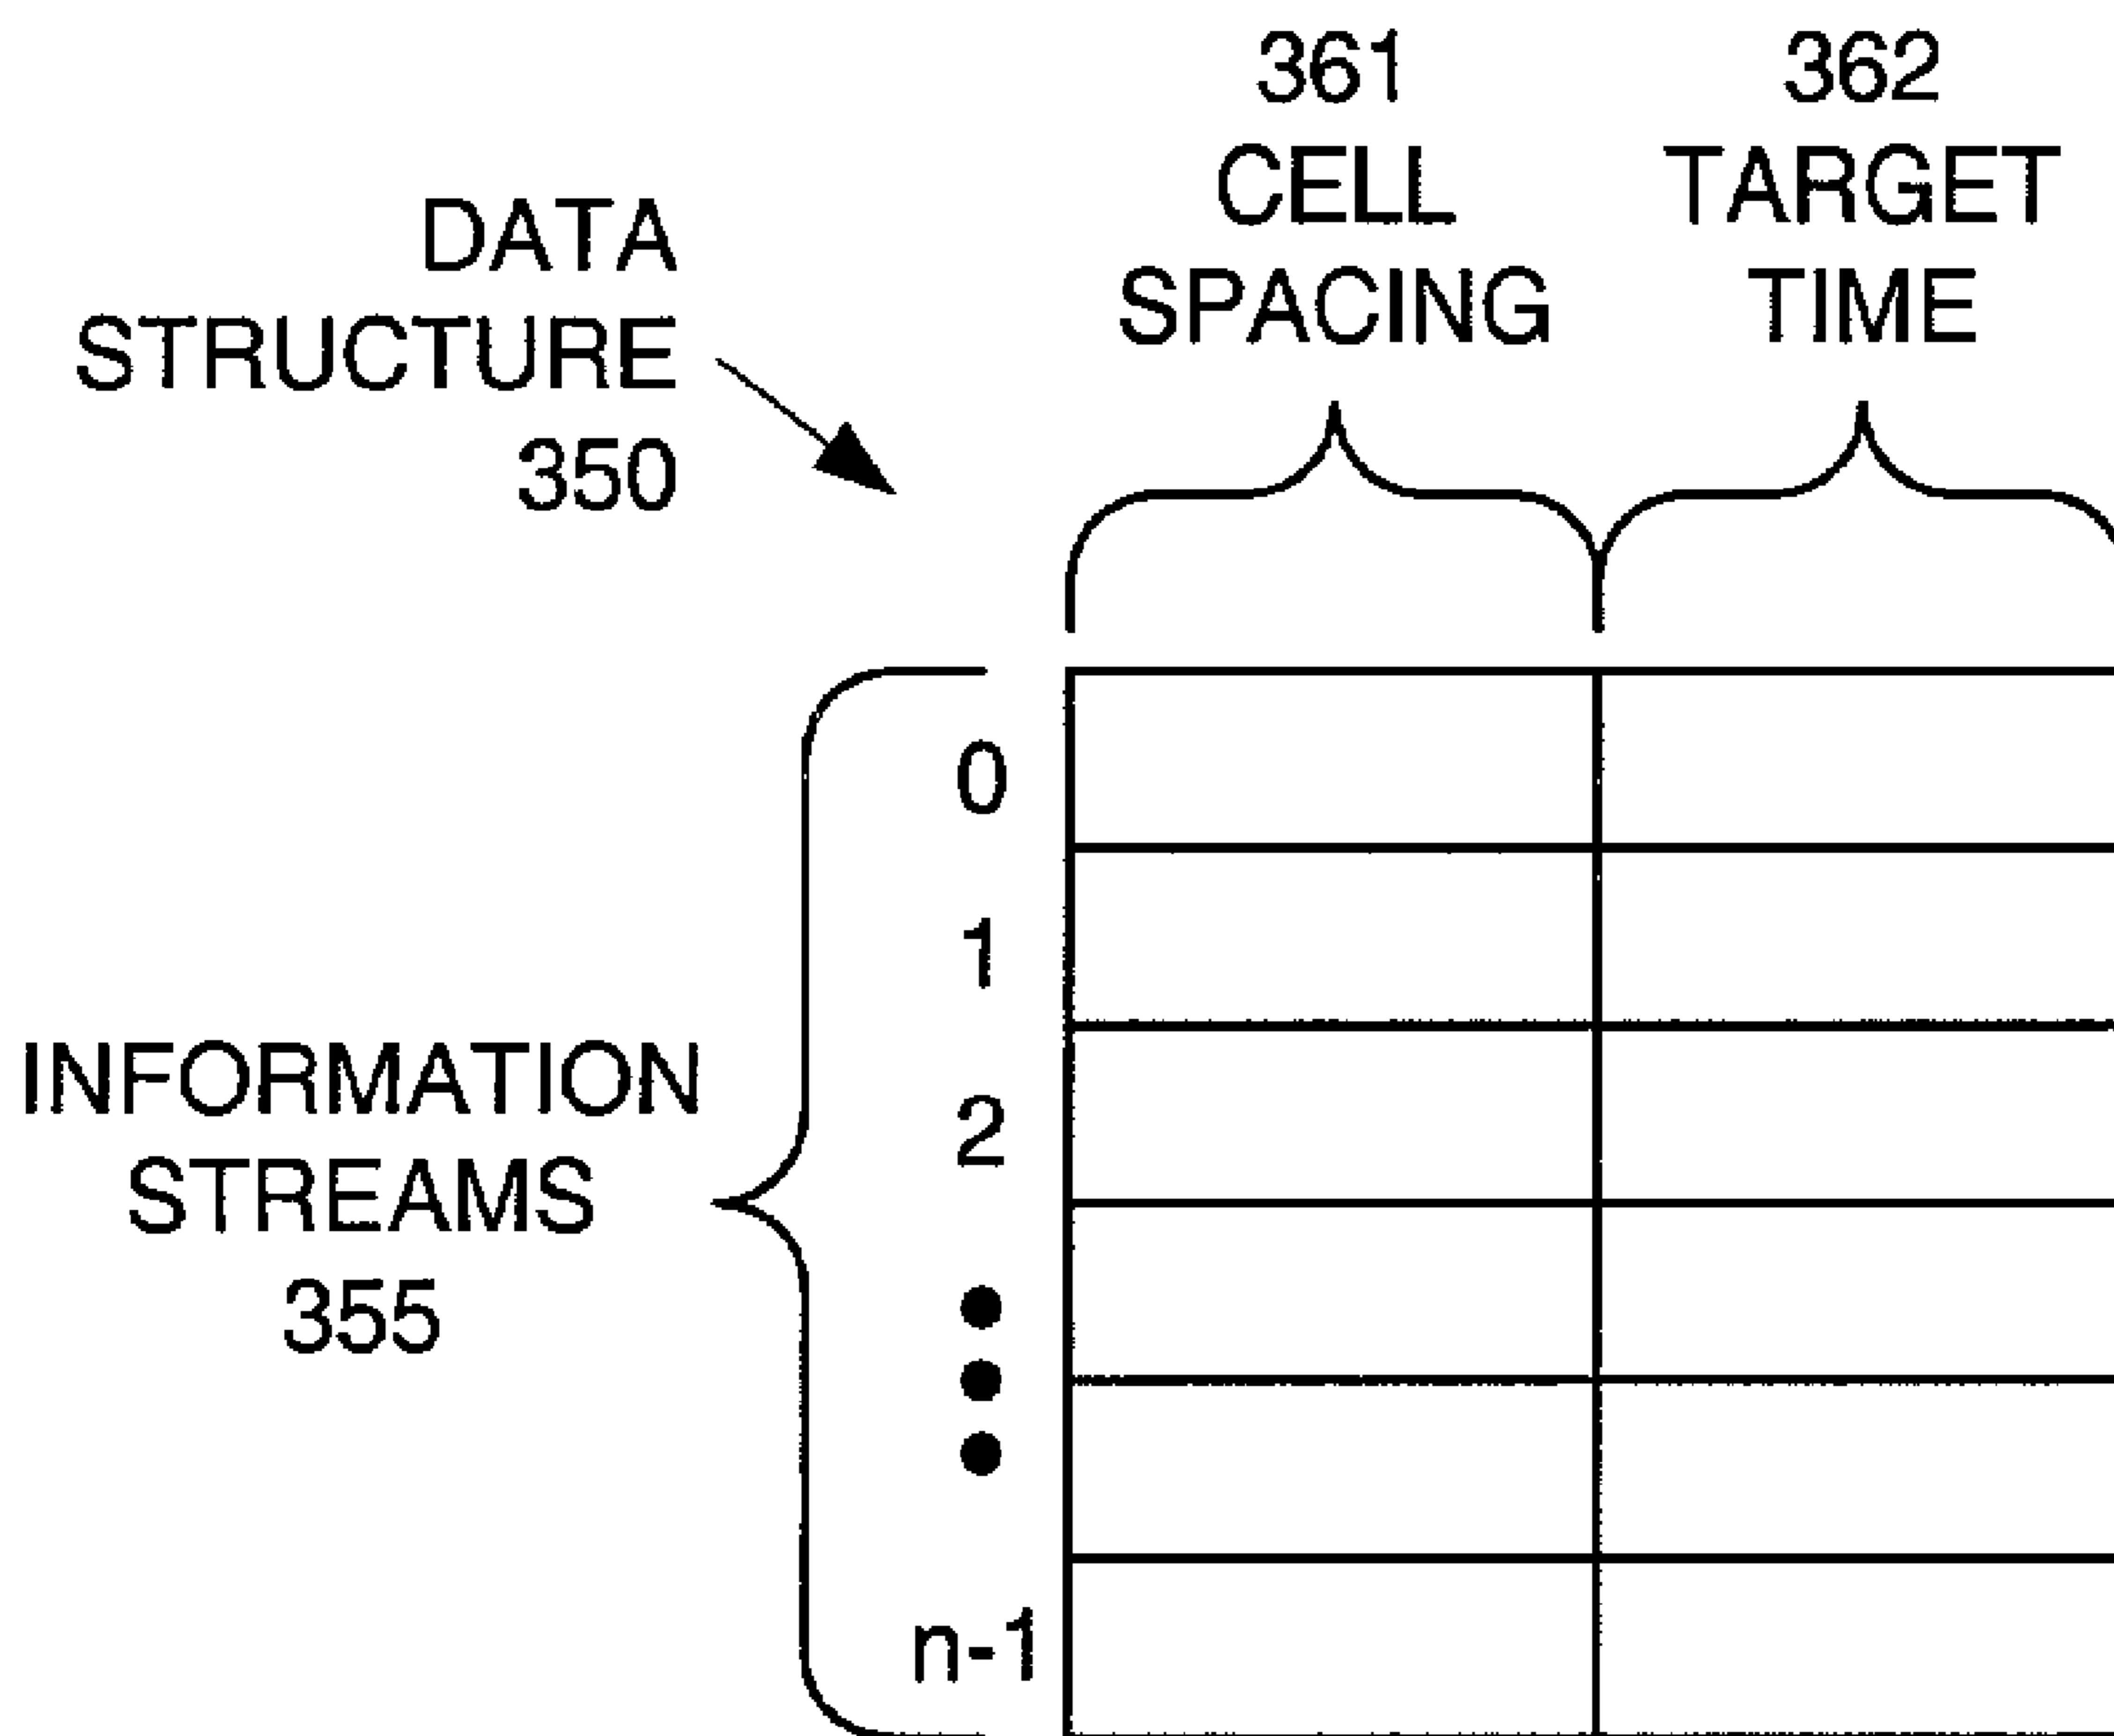 361
CELL
SPACING
362
TARGET
TIME
DATA
STRUCTURE
350
INFORMATION
STREAMS
355
0
1
2
n-1